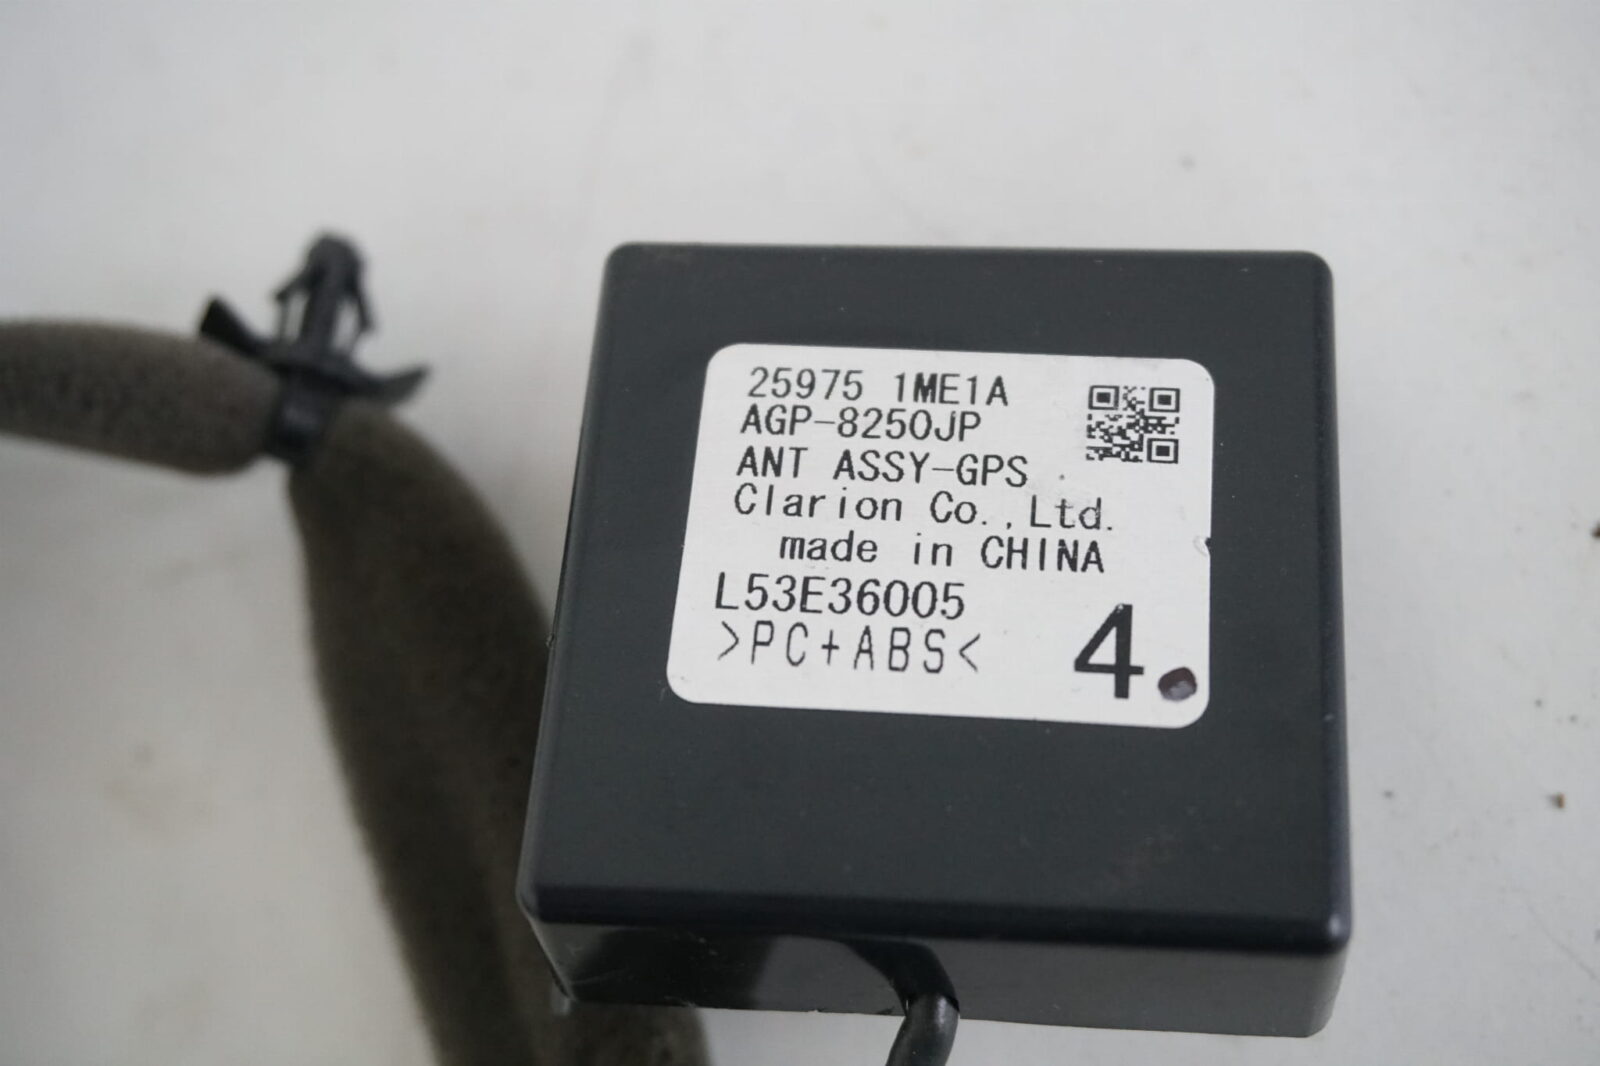 25975 1ME1A
AGP-8250JP
ANT ASSY-GPS
Clarion Co.,Ltd.
made in CHINA
L53E36005
>PC+ABS<
4